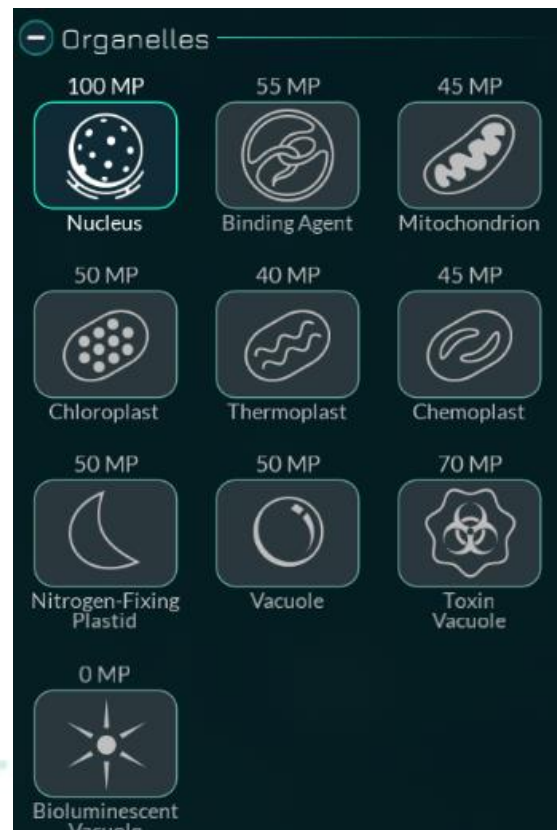 Organelles
100 MP
55 MP
45 MP
Nucleus
Binding Agent
Mitochondrion
50 MP
40 MP
45 MP
Chloroplast
Thermoplast
Chemoplast
50 MP
50 MP
70 MP
Nitrogen-Fixing
Plastid
Vacuole
Toxin
Vacuole
0 MP
Bioluminescent
Vacuole